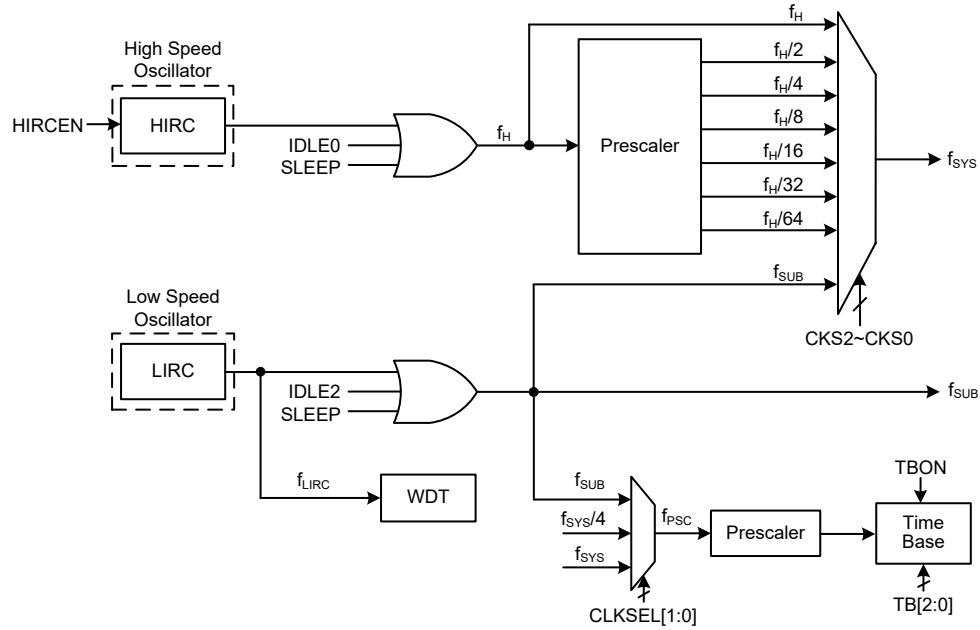 High Speed
Oscillator
HIRCEN
HIRC
IDLE0
SLEEP
fH
Prescaler
fH
fH/2
fH/4
fH/8
fH/16
fH/32
fH/64
fSUB
fSYS
CKS2~CKS0
Low Speed
Oscillator
LIRC
IDLE2
SLEEP
fSUB
fLIRC
WDT
fSUB
fSYS/4
fSYS
CLKSEL[1:0]
fPSC
Prescaler
TBON
Time
Base
TB[2:0]